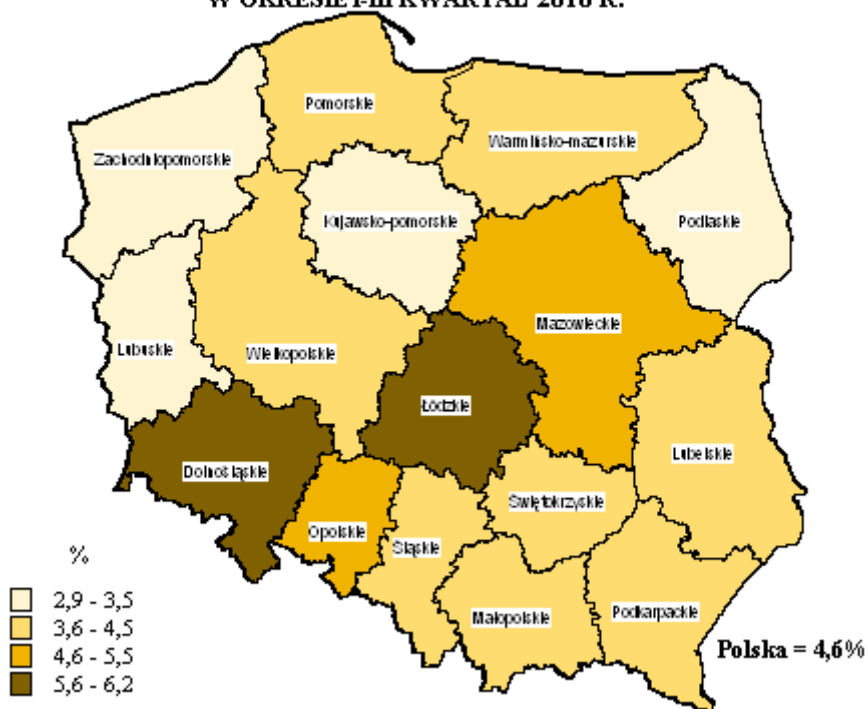 W OKRESIE I-III KWARTAŁ 2010 R.
Pomorskie
Warmińsko-mazurskie
Zachodniopomorskie
Kujawsko-pomorskie
Podlaskie
Mazowieckie
Lubuskie
Wielkopolskie
Łódzkie
Lubelskie
Dolnośląskie
Świętokrzyskie
Opolskie
Śląskie
Małopolskie
Podkarpackie
%
2,9 - 3,5
3,6 - 4,5
4,6 - 5,5
5,6 - 6,2
Polska = 4,6%